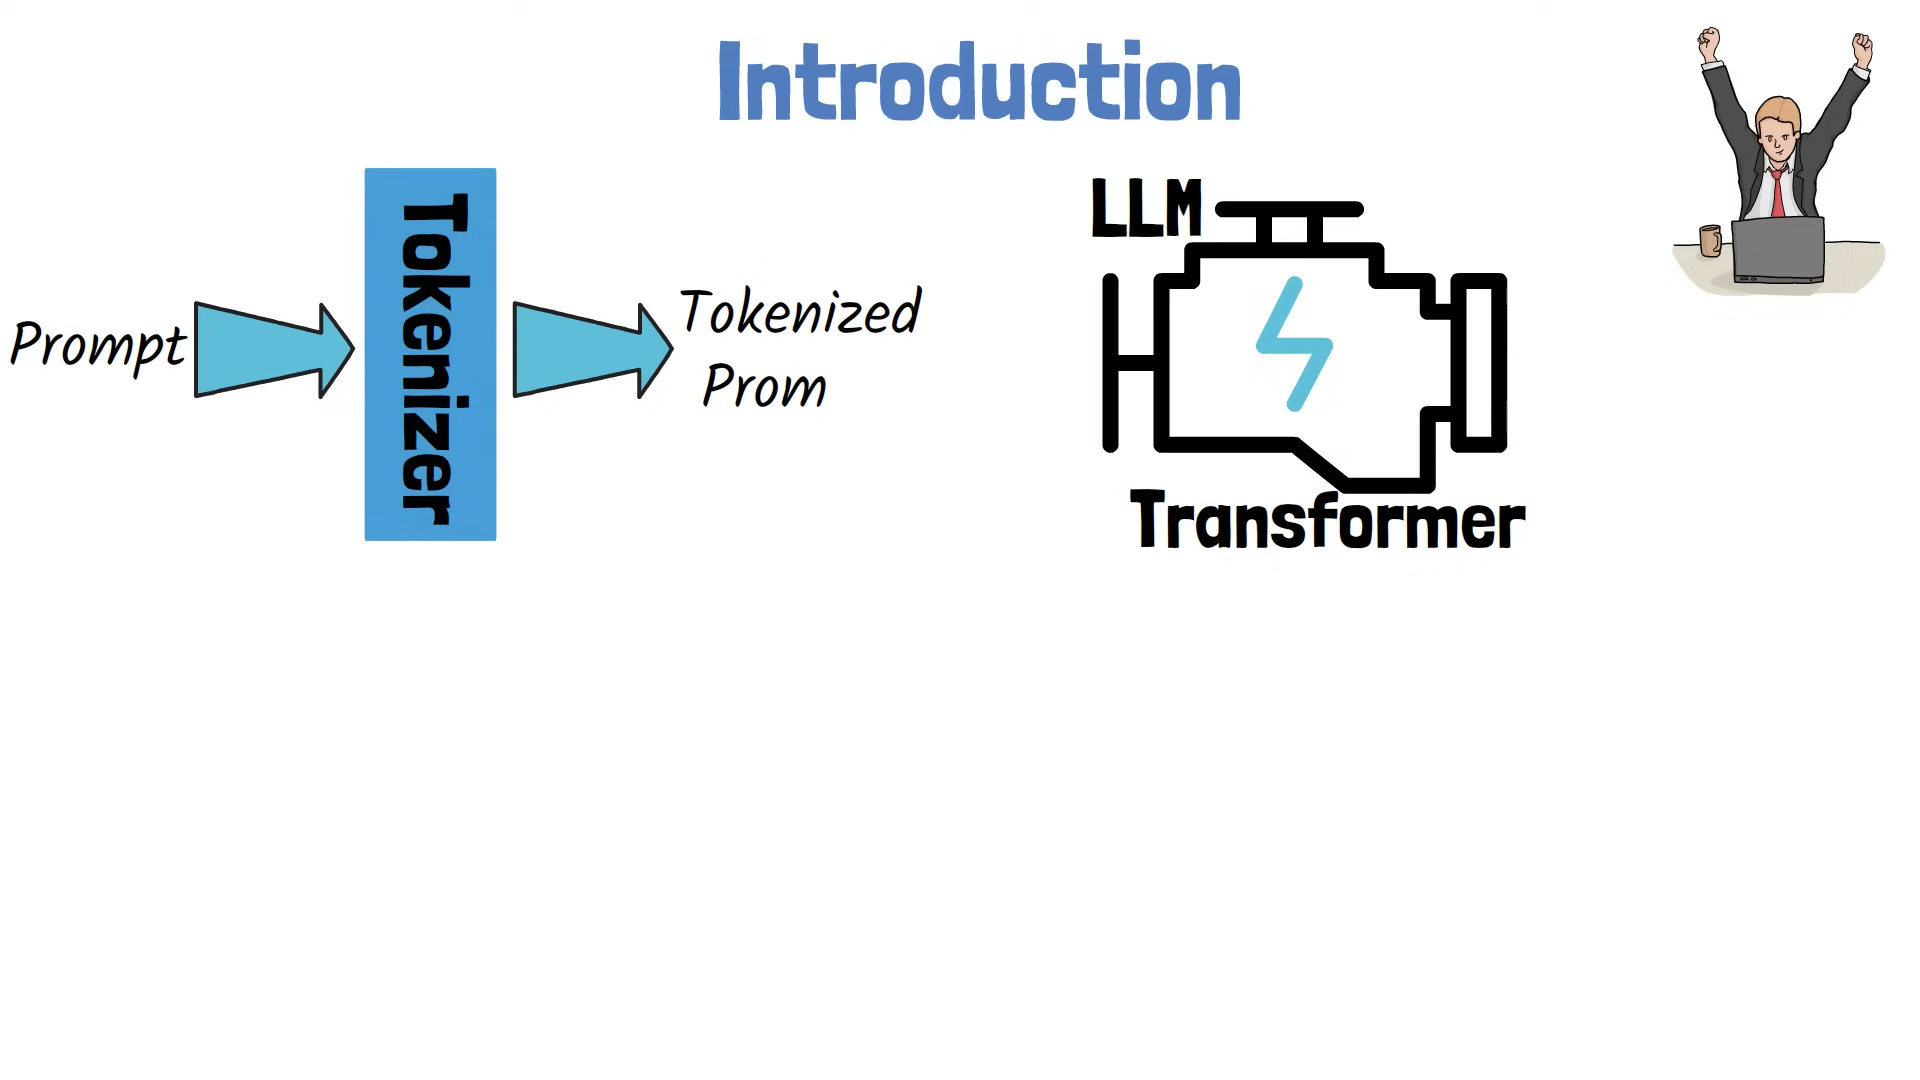 Introduction
LLM
Tokenizer
Prompt
Tokenized
Prom
Transformer